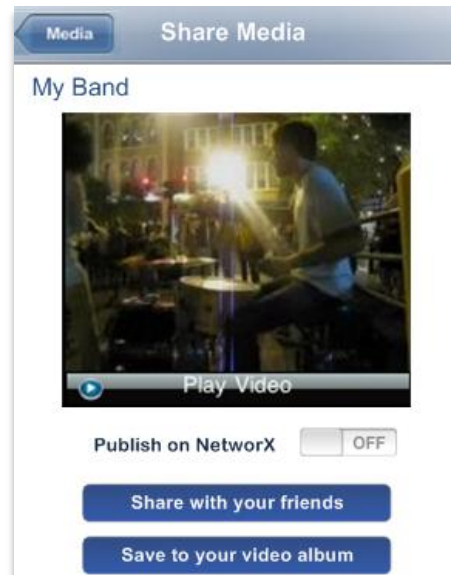 Media
Share Media
My Band
Play Video
Publish on NetworX
OFF
Share with your friends
Save to your video album